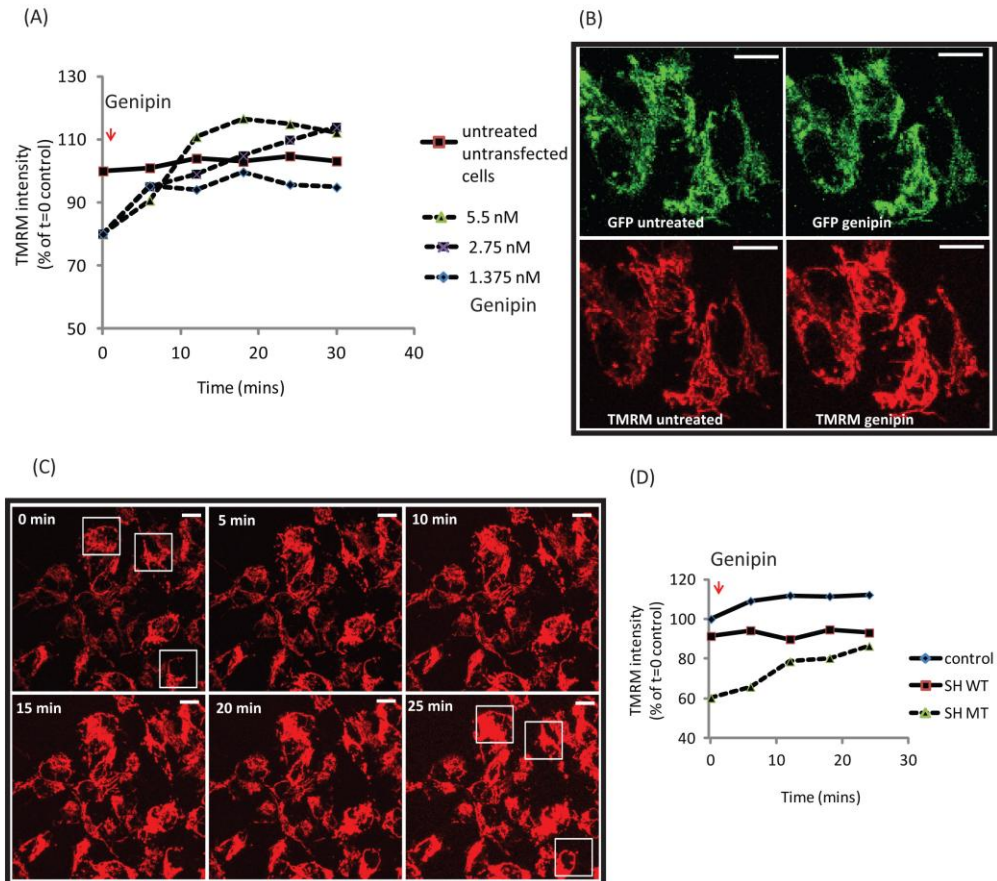 (A)
130
110
90
70
50
TMRM intensity
(% of t=0 control)
Genipin
0
10
20
30
40
Time (mins)
untreated
untransfected
cells
5.5 nM
2.75 nM
1.375 nM
Genipin
(B)
GFP untreated
GFP genipin
TMRM untreated
TMRM genipin
(C)
0 min
5 min
10 min
15 min
20 min
25 min
(D)
Genipin
120
100
80
60
40
TMRM intensity
(% of t=0 control)
0
10
20
30
Time (mins)
control
SH WT
SH MT